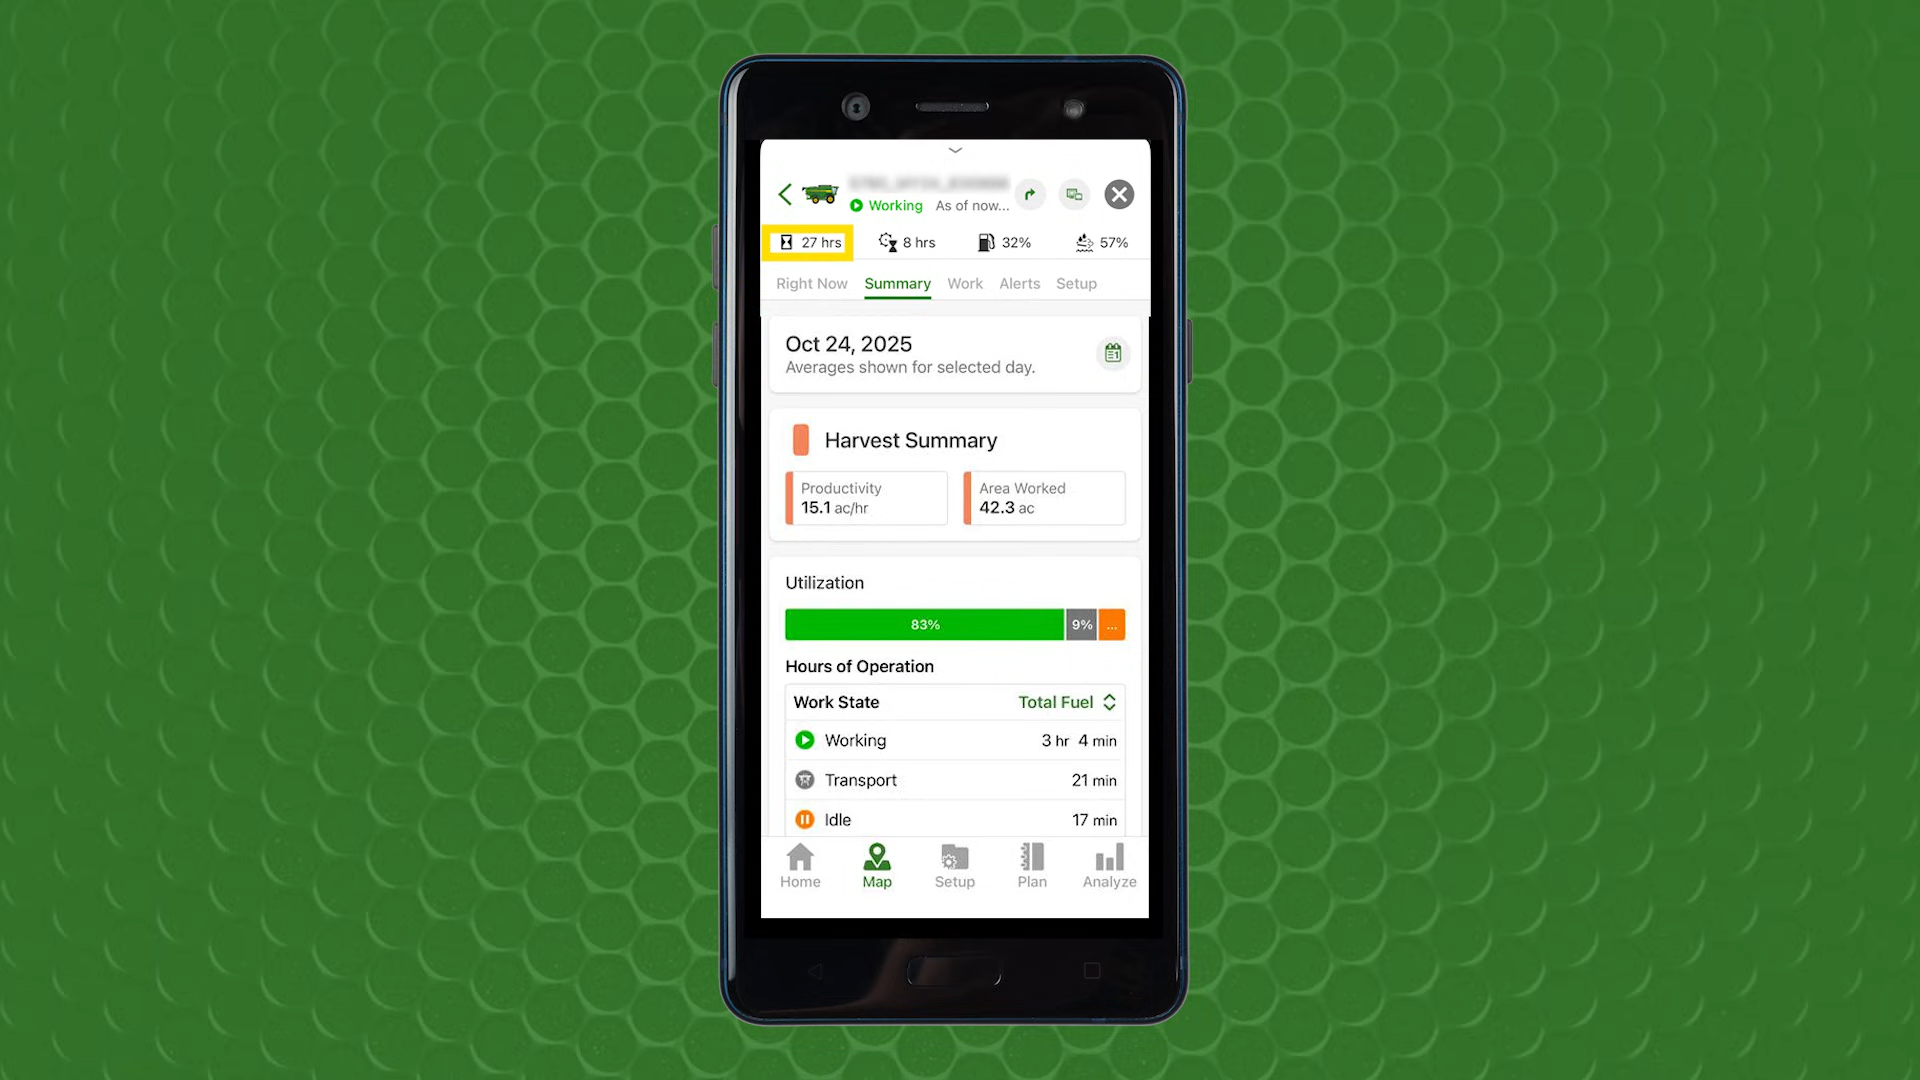 Working As of now...
27 hrs 8 hrs 32% 57%
Right Now Summary Work Alerts Setup
Oct 24, 2025
Averages shown for selected day.
Harvest Summary
Productivity Area Worked
15.1 ac/hr 42.3 ac
Utilization
83% 9% ...
Hours of Operation
Work State Total Fuel
Working 3 hr 4 min
Transport 21 min
Idle 17 min
Home Map Setup Plan Analyze